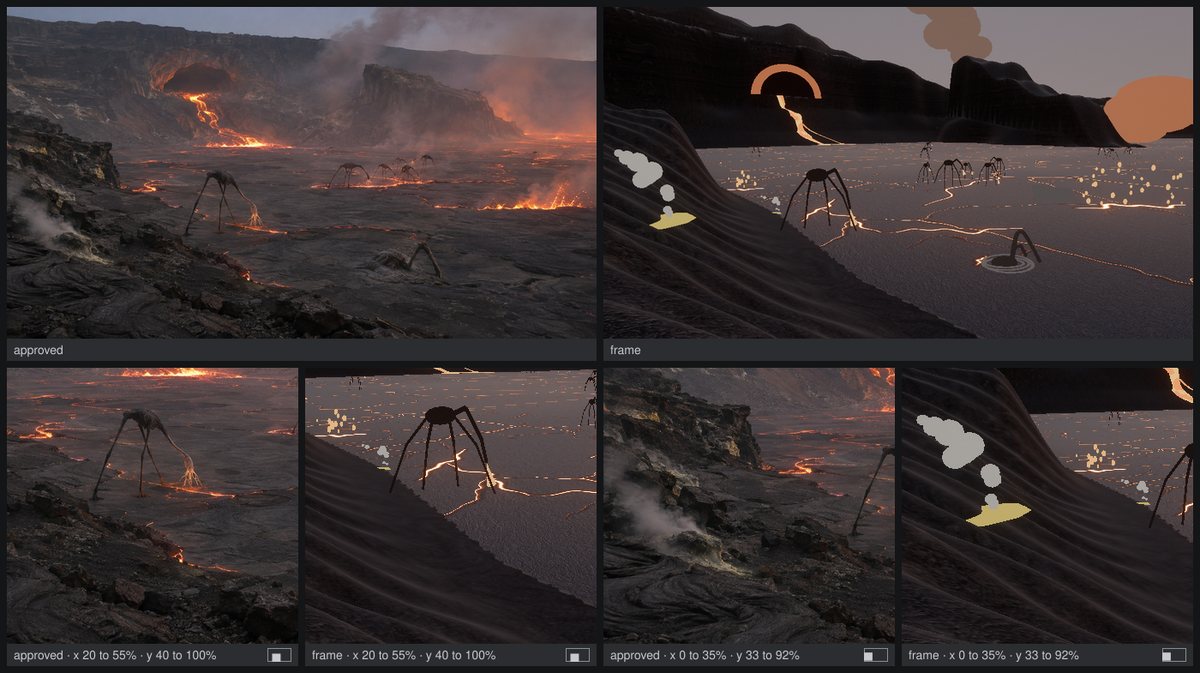 approved
frame
approved · x 20 to 55% · y 40 to 100%
frame · x 20 to 55% · y 40 to 100%
approved · x 0 to 35% · y 33 to 92%
frame · x 0 to 35% · y 33 to 92%